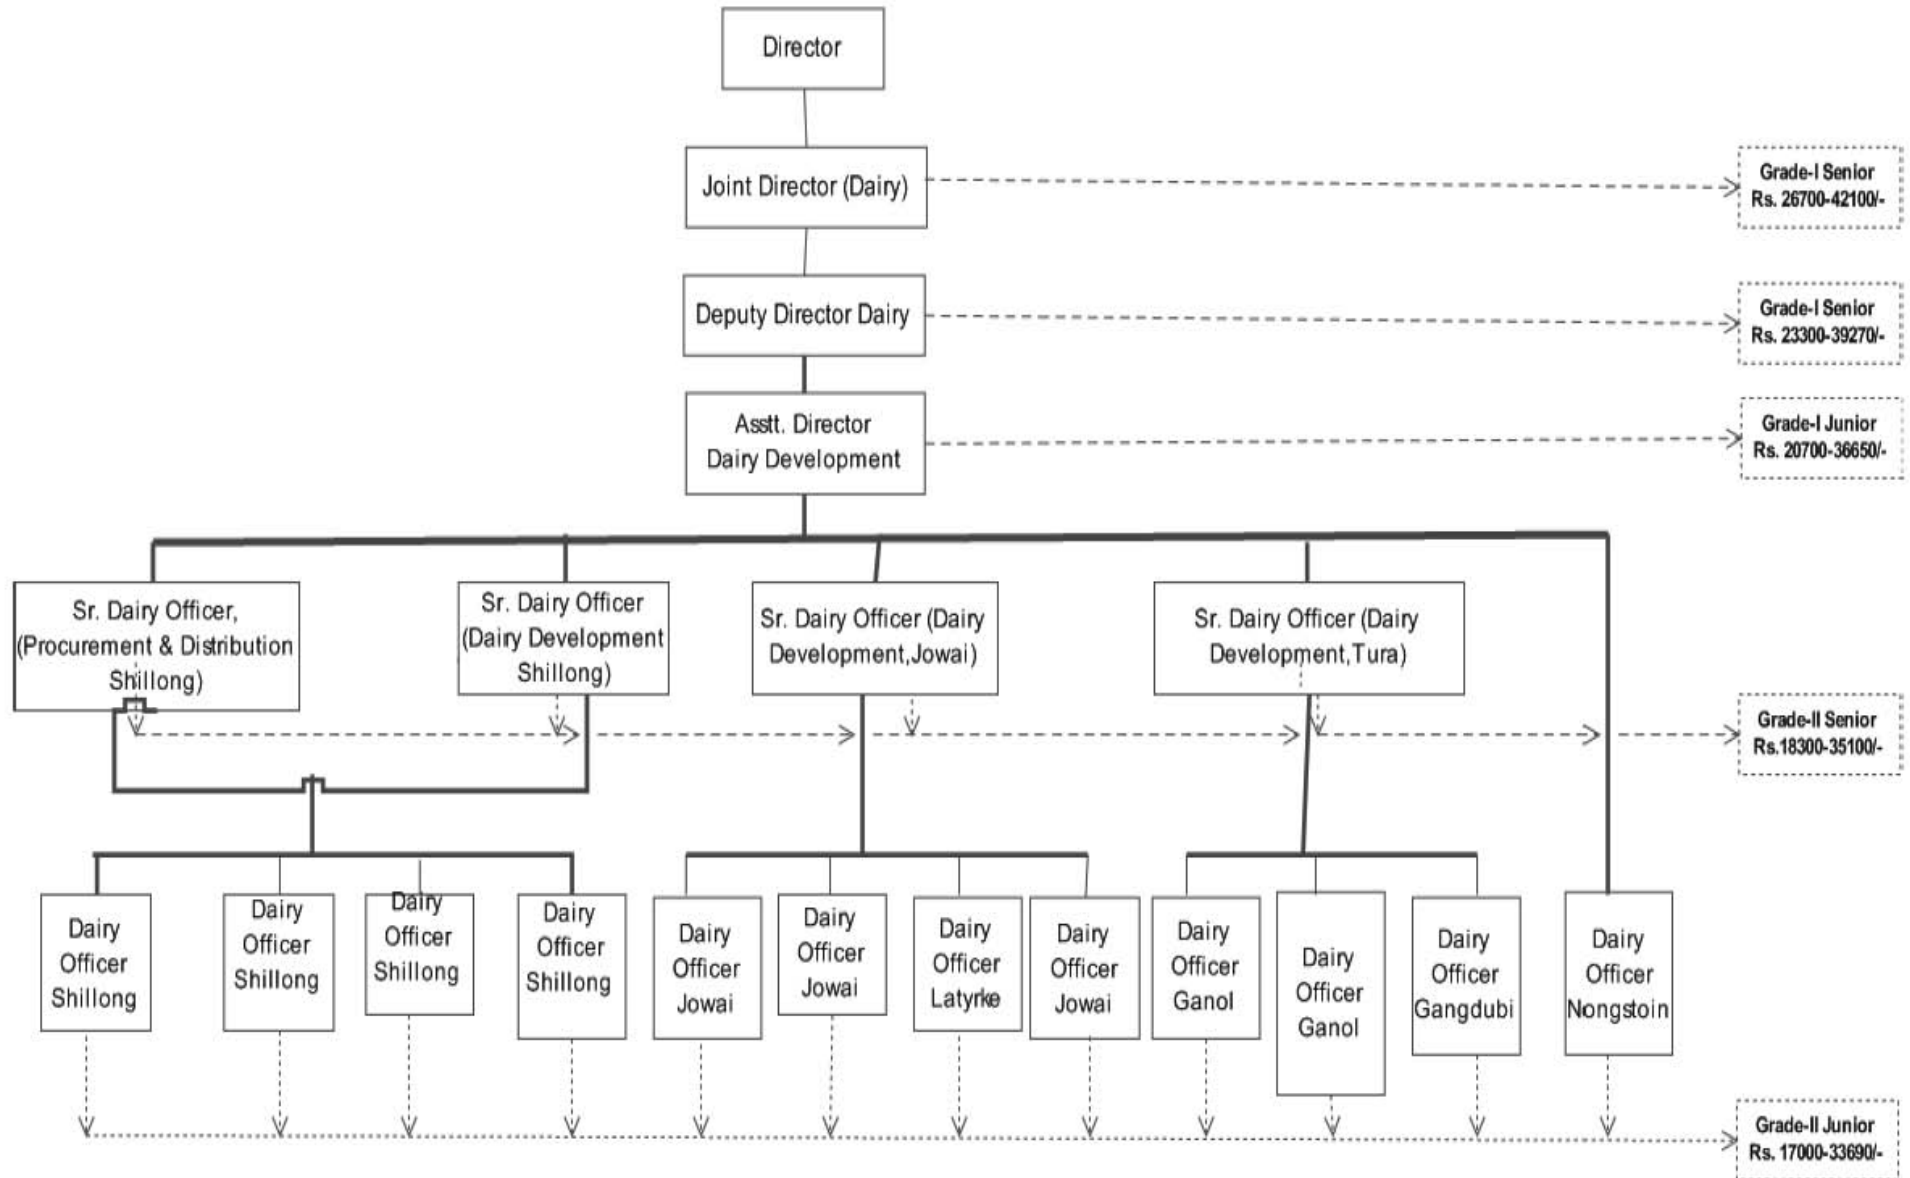 Director
Joint Director (Dairy)
Grade-I Senior
Rs. 26700-42100/-
Deputy Director Dairy
Grade-I Senior
Rs. 23300-39270/-
Asstt. Director
Dairy Development
Grade-I Junior
Rs. 20700-36650/-
Sr. Dairy Officer,
(Procurement & Distribution
Shillong)
Sr. Dairy Officer
(Dairy Development
Shillong)
Sr. Dairy Officer (Dairy
Development,Jowai)
Sr. Dairy Officer (Dairy
Development,Tura)
Grade-II Senior
Rs.18300-35100/-
Dairy
Officer
Shillong
Dairy
Officer
Shillong
Dairy
Officer
Shillong
Dairy
Officer
Shillong
Dairy
Officer
Jowai
Dairy
Officer
Jowai
Dairy
Officer
Latyrke
Dairy
Officer
Jowai
Dairy
Officer
Ganol
Dairy
Officer
Ganol
Dairy
Officer
Gangdubi
Dairy
Officer
Nongstoin
Grade-II Junior
Rs. 17000-33690/-